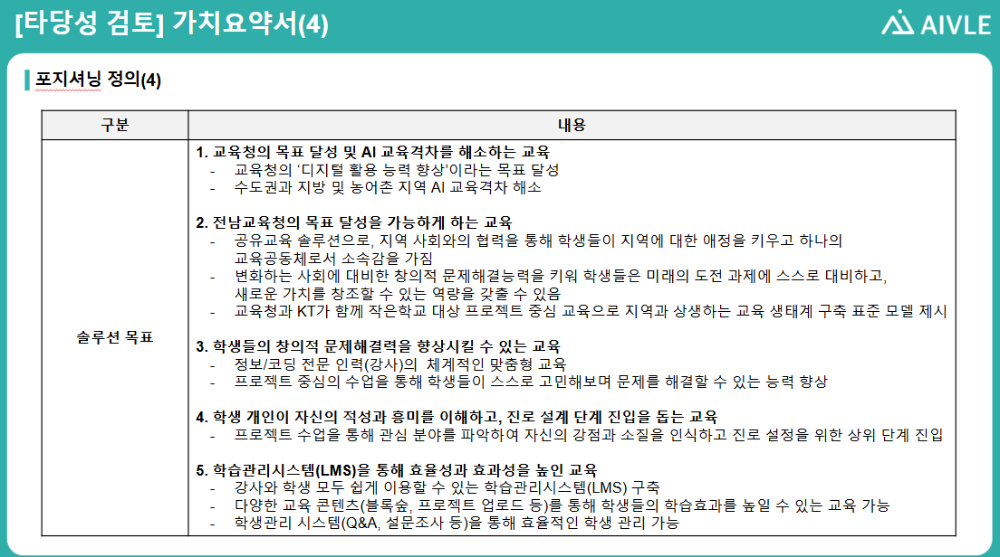 [타당성 검토] 가치요약서(4)
AIVLE
포지셔닝 정의(4)
구분
내용
솔루션 목표
1. 교육청의 목표 달성 및 AI 교육격차를 해소하는 교육
- 교육청의 ‘디지털 활용 능력 향상’이라는 목표 달성
- 수도권과 지방 및 농어촌 지역 AI 교육격차 해소
2. 전남교육청의 목표 달성을 가능하게 하는 교육
- 공유교육 솔루션으로, 지역 사회와의 협력을 통해 학생들이 지역에 대한 애정을 키우고 하나의
교육공동체로서 소속감을 가짐
- 변화하는 사회에 대비한 창의적 문제해결능력을 키워 학생들은 미래의 도전 과제에 스스로 대비하고,
새로운 가치를 창조할 수 있는 역량을 갖출 수 있음
- 교육청과 KT가 함께 작은학교 대상 프로젝트 중심 교육으로 지역과 상생하는 교육 생태계 구축 표준 모델 제시
3. 학생들의 창의적 문제해결력을 향상시킬 수 있는 교육
- 정보/코딩 전문 인력(강사)의 체계적인 맞춤형 교육
- 프로젝트 중심의 수업을 통해 학생들이 스스로 고민해보며 문제를 해결할 수 있는 능력 향상
4. 학생 개인이 자신의 적성과 흥미를 이해하고, 진로 설계 단계 진입을 돕는 교육
- 프로젝트 수업을 통해 관심 분야를 파악하여 자신의 강점과 소질을 인식하고 진로 설정을 위한 상위 단계 진입
5. 학습관리시스템(LMS)을 통해 효율성과 효과성을 높인 교육
- 강사와 학생 모두 쉽게 이용할 수 있는 학습관리시스템(LMS) 구축
- 다양한 교육 콘텐츠(블록숲, 프로젝트 업로드 등)를 통해 학생들의 학습효과를 높일 수 있는 교육 가능
- 학생관리 시스템(Q&A, 설문조사 등)을 통해 효율적인 학생 관리 가능